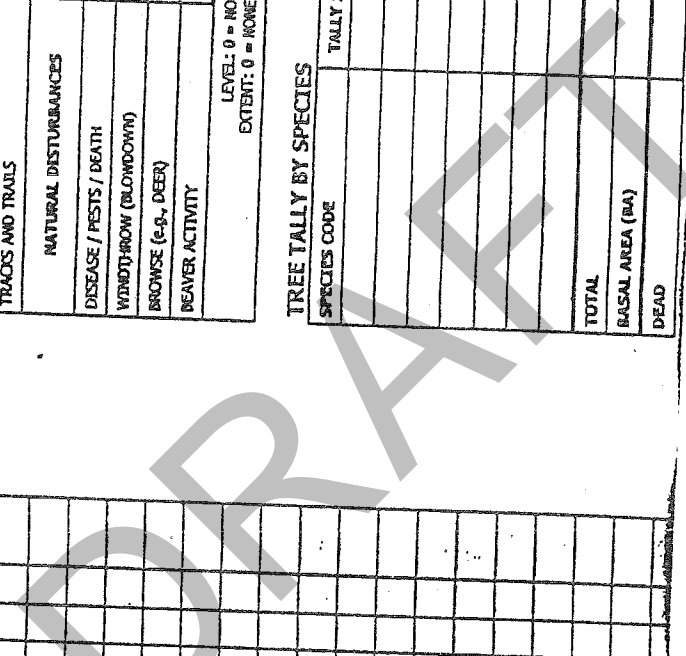 TRACKS AND TRAILS
NATURAL DISTURBANCES
DISEASE / PESTS / DEATH
WINDTHROW (BLOWDOWN)
BROWSE (e.g., DEER)
BEAVER ACTIVITY
LEVEL: 0 = NO
EXTENT: 0 = NONE
TREE TALLY BY SPECIES
SPECIES CODE
TALLY
TOTAL
BASAL AREA (BA)
DEAD
DRAFT